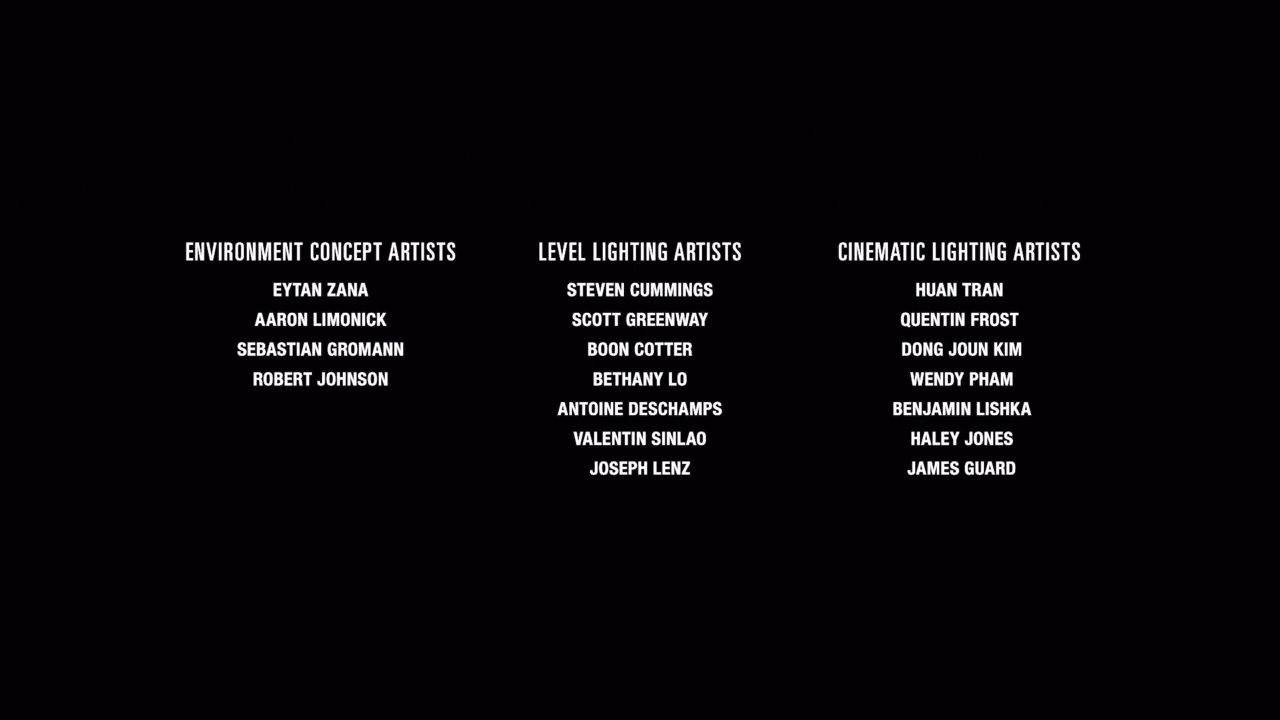 ENVIRONMENT CONCEPT ARTISTS
EYTAN ZANA
AARON LIMONICK
SEBASTIAN GROMANN
ROBERT JOHNSON
LEVEL LIGHTING ARTISTS
STEVEN CUMMINGS
SCOTT GREENWAY
BOON COTTER
BETHANY LO
ANTOINE DESCHAMPS
VALENTIN SINLAO
JOSEPH LENZ
CINEMATIC LIGHTING ARTISTS
HUAN TRAN
QUENTIN FROST
DONG JOUN KIM
WENDY PHAM
BENJAMIN LISHKA
HALEY JONES
JAMES GUARD